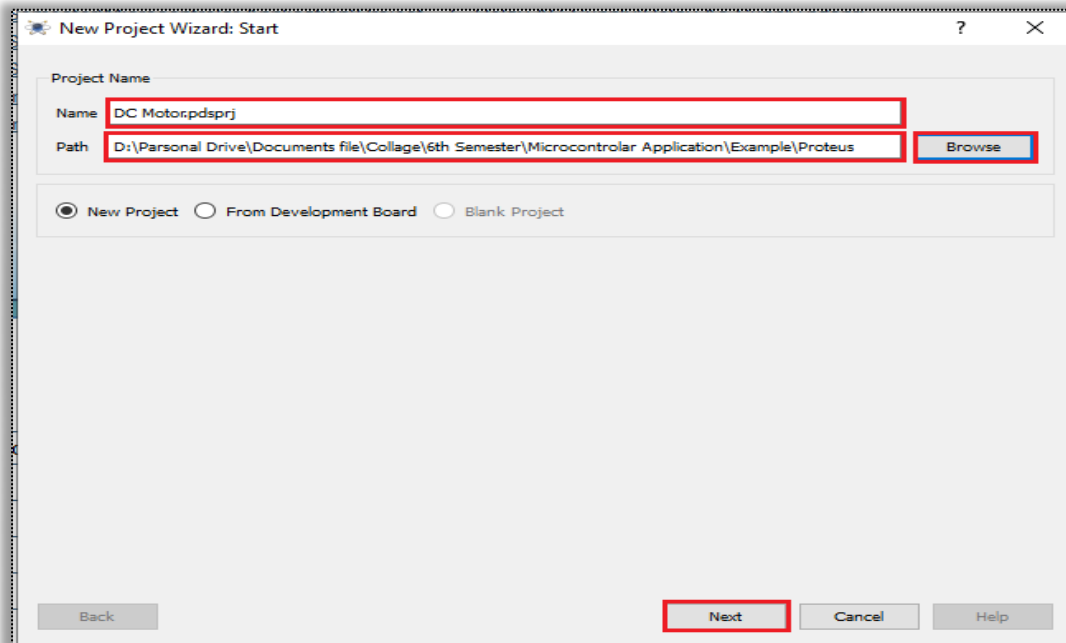 New Project Wizard: Start ?
Project Name
Name DC Motor.pdsprj
Path D:\Parsonal Drive\Documents file\Collage\6th Semester\Microcontrolar Application\Example\Proteus Browse
New Project From Development Board Blank Project
Back Next Cancel Help